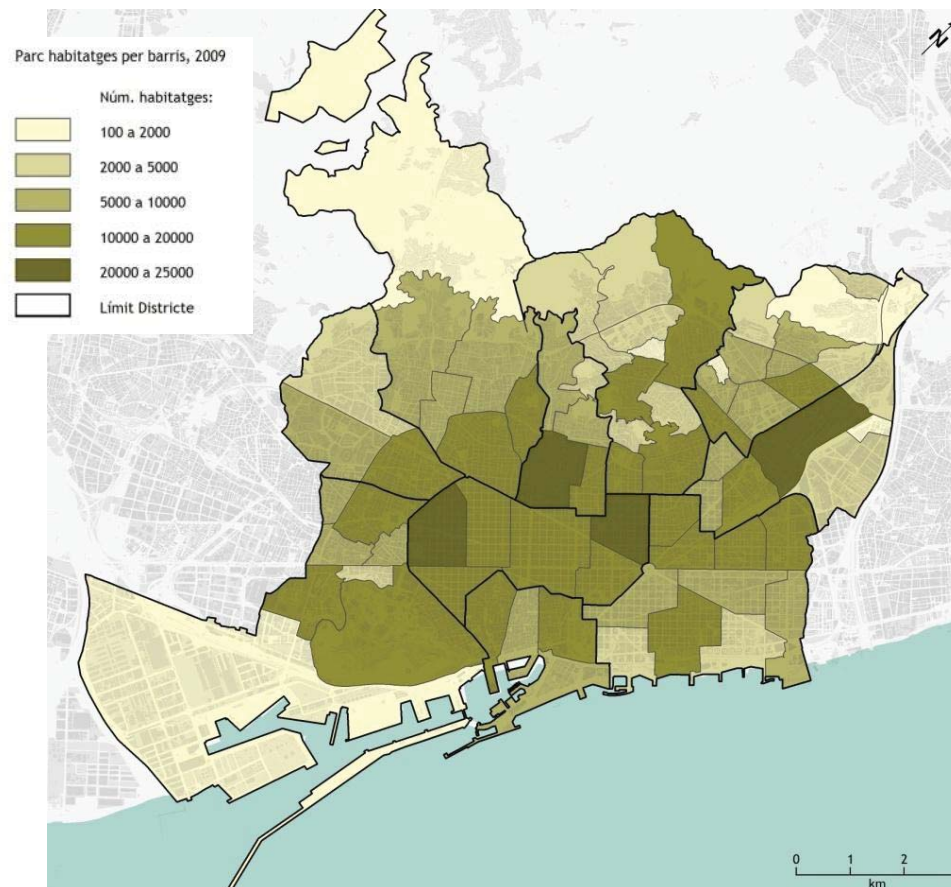 Parc habitatges per barris, 2009
Núm. habitatges:
100 a 2000
2000 a 5000
5000 a 10000
10000 a 20000
20000 a 25000
Límit Districte
N
0 1 2
km